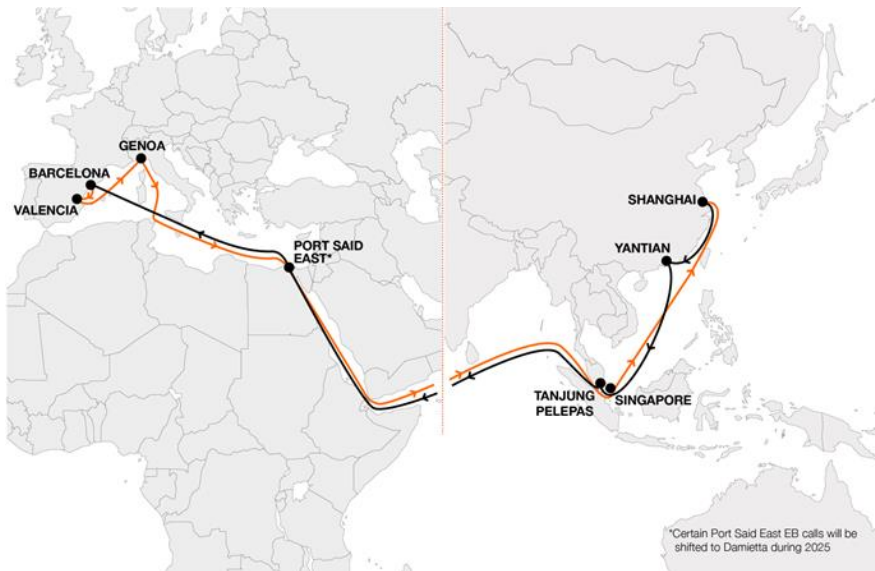 GENOA
BARCELONA
VALENCIA
PORT SAID
EAST*
SHANGHAI
YANTIAN
TANJUNG
PELEPAS
SINGAPORE
*Certain Port Said East EB calls will be
shifted to Damietta during 2025